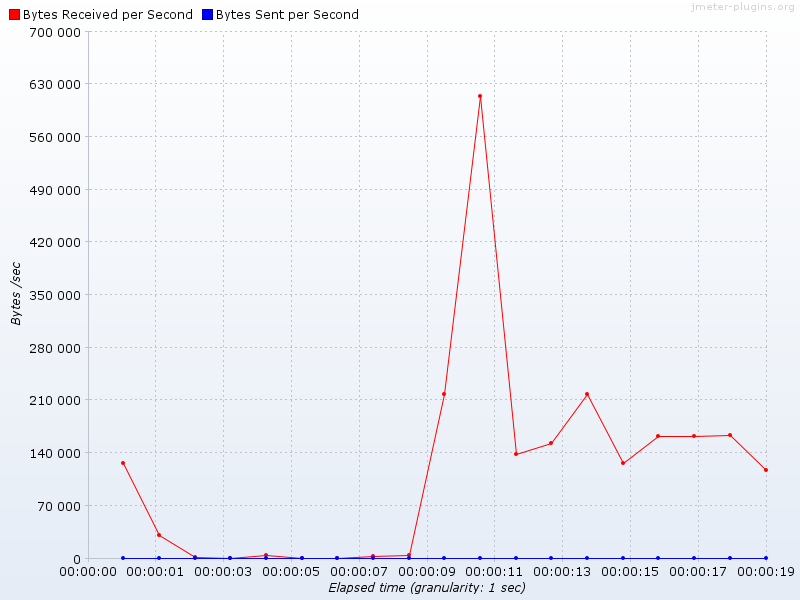 Bytes Received per Second Bytes Sent per Second
jmeter-plugins.org
700 000
630 000
560 000
490 000
420 000
350 000
280 000
210 000
140 000
70 000
0
Bytes /sec
00:00:00 00:00:01 00:00:03 00:00:05 00:00:07 00:00:09 00:00:11 00:00:13 00:00:15 00:00:17 00:00:19
Elapsed time (granularity: 1 sec)